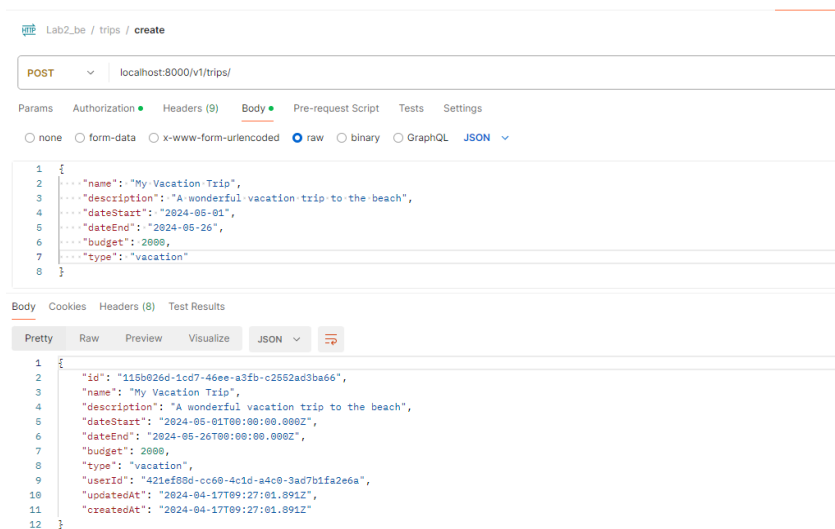 HTTP Lab2_be / trips / create
POST localhost:8000/v1/trips/
Params Authorization Headers (9) Body Pre-request Script Tests Settings
none form-data x-www-form-urlencoded raw binary GraphQL JSON
1 {
2 "name": "My Vacation Trip",
3 "description": "A wonderful vacation trip to the beach",
4 "dateStart": "2024-05-01",
5 "dateEnd": "2024-05-26",
6 "budget": 2000,
7 "type": "vacation"
8 }
Body Cookies Headers (8) Test Results
Pretty Raw Preview Visualize JSON
1 {
2 "id": "115b026d-1cd7-46ee-a3fb-c2552ad3ba66",
3 "name": "My Vacation Trip",
4 "description": "A wonderful vacation trip to the beach",
5 "dateStart": "2024-05-01T00:00:00.000Z",
6 "dateEnd": "2024-05-26T00:00:00.000Z",
7 "budget": 2000,
8 "type": "vacation",
9 "userId": "421ef88d-cc60-4c1d-a4c0-3ad7b1fa2e6a",
10 "updatedAt": "2024-04-17T09:27:01.891Z",
11 "createdAt": "2024-04-17T09:27:01.891Z"
12 }